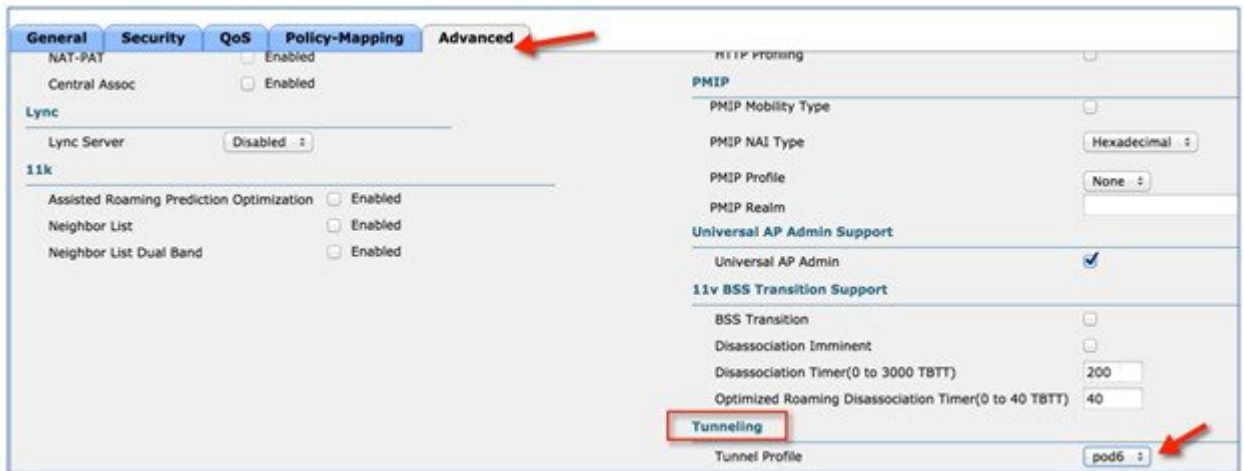 General Security QoS Policy-Mapping Advanced
NAT-PAT Enabled
Central Assoc Enabled
Lync
Lync Server Disabled
11k
Assisted Roaming Prediction Optimization Enabled
Neighbor List Enabled
Neighbor List Dual Band Enabled
HTTP Profiling
PMIP
PMIP Mobility Type
PMIP NAI Type Hexadecimal
PMIP Profile None
PMIP Realm
Universal AP Admin Support
Universal AP Admin
11v BSS Transition Support
BSS Transition
Disassociation Imminent
Disassociation Timer(0 to 3000 TBTT) 200
Optimized Roaming Disassociation Timer(0 to 40 TBTT) 40
Tunneling
Tunnel Profile pod6